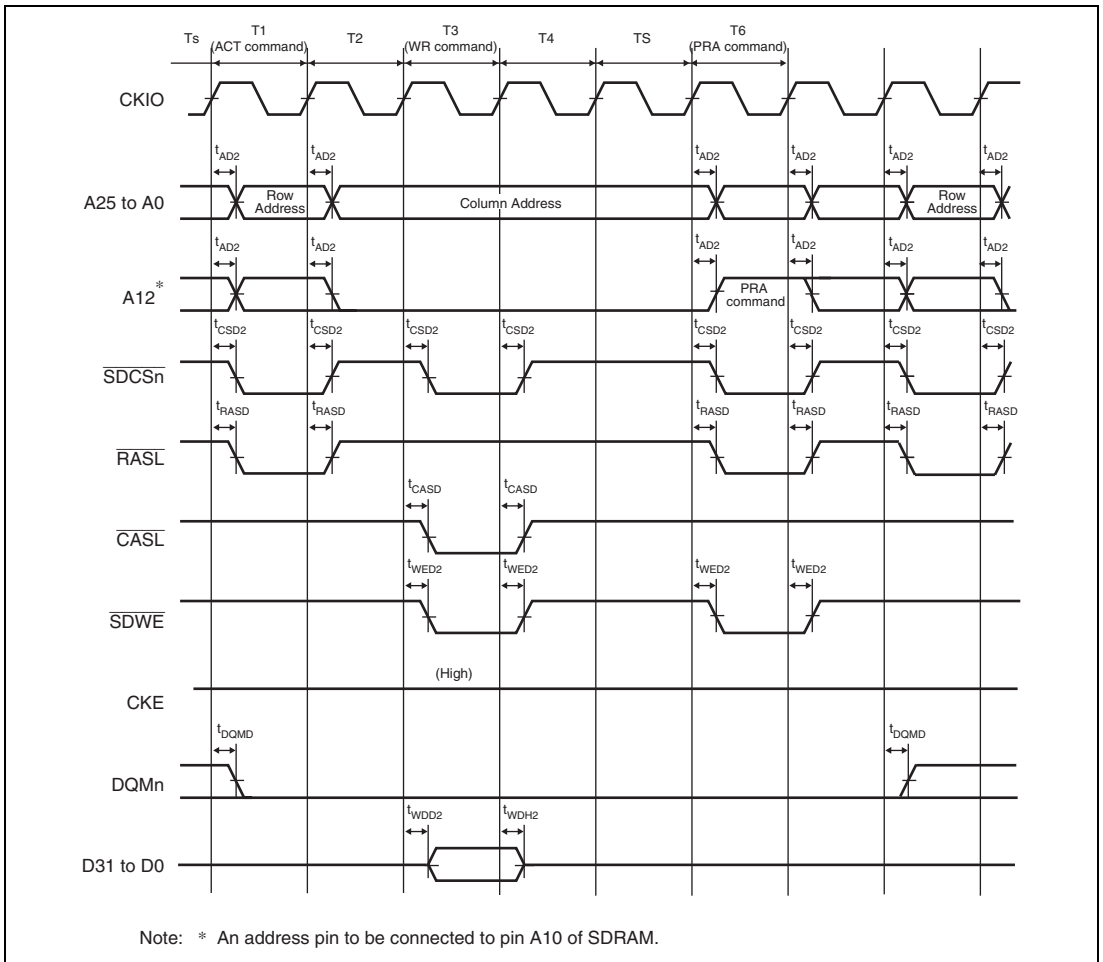 Ts T1 T2 T3 T4 TS T6
(ACT command) (WR command) (PRA command)
CKIO
tAD2 tAD2 tAD2 tAD2 tAD2 tAD2
A25 to A0 Row Address Column Address Row Address
tAD2 tAD2 tAD2 tAD2 tAD2 tAD2
A12* PRA command
tCSD2 tCSD2 tCSD2 tCSD2 tCSD2 tCSD2 tCSD2 tCSD2
SDCSn
tRASD tRASD tRASD tRASD tRASD tRASD
RASL
tCASD tCASD
CASL
tWED2 tWED2 tWED2 tWED2
SDWE
(High)
CKE
tDQMD tDQMD
DQMn
tWDD2 tWDH2
D31 to D0
Note: * An address pin to be connected to pin A10 of SDRAM.